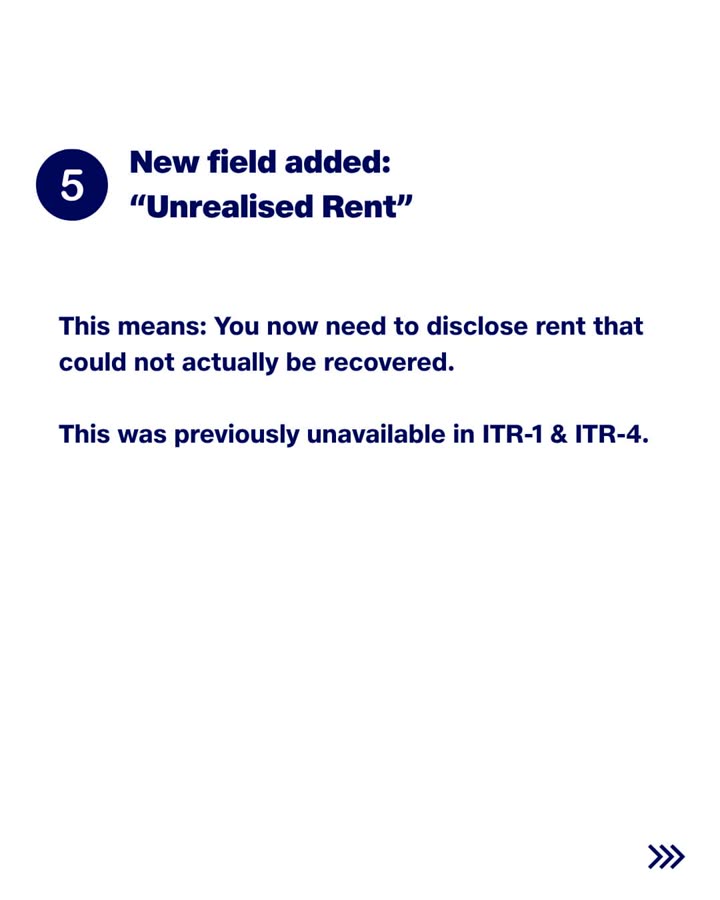 5
New field added:
“Unrealised Rent”
This means: You now need to disclose rent that
could not actually be recovered.
This was previously unavailable in ITR-1 & ITR-4.